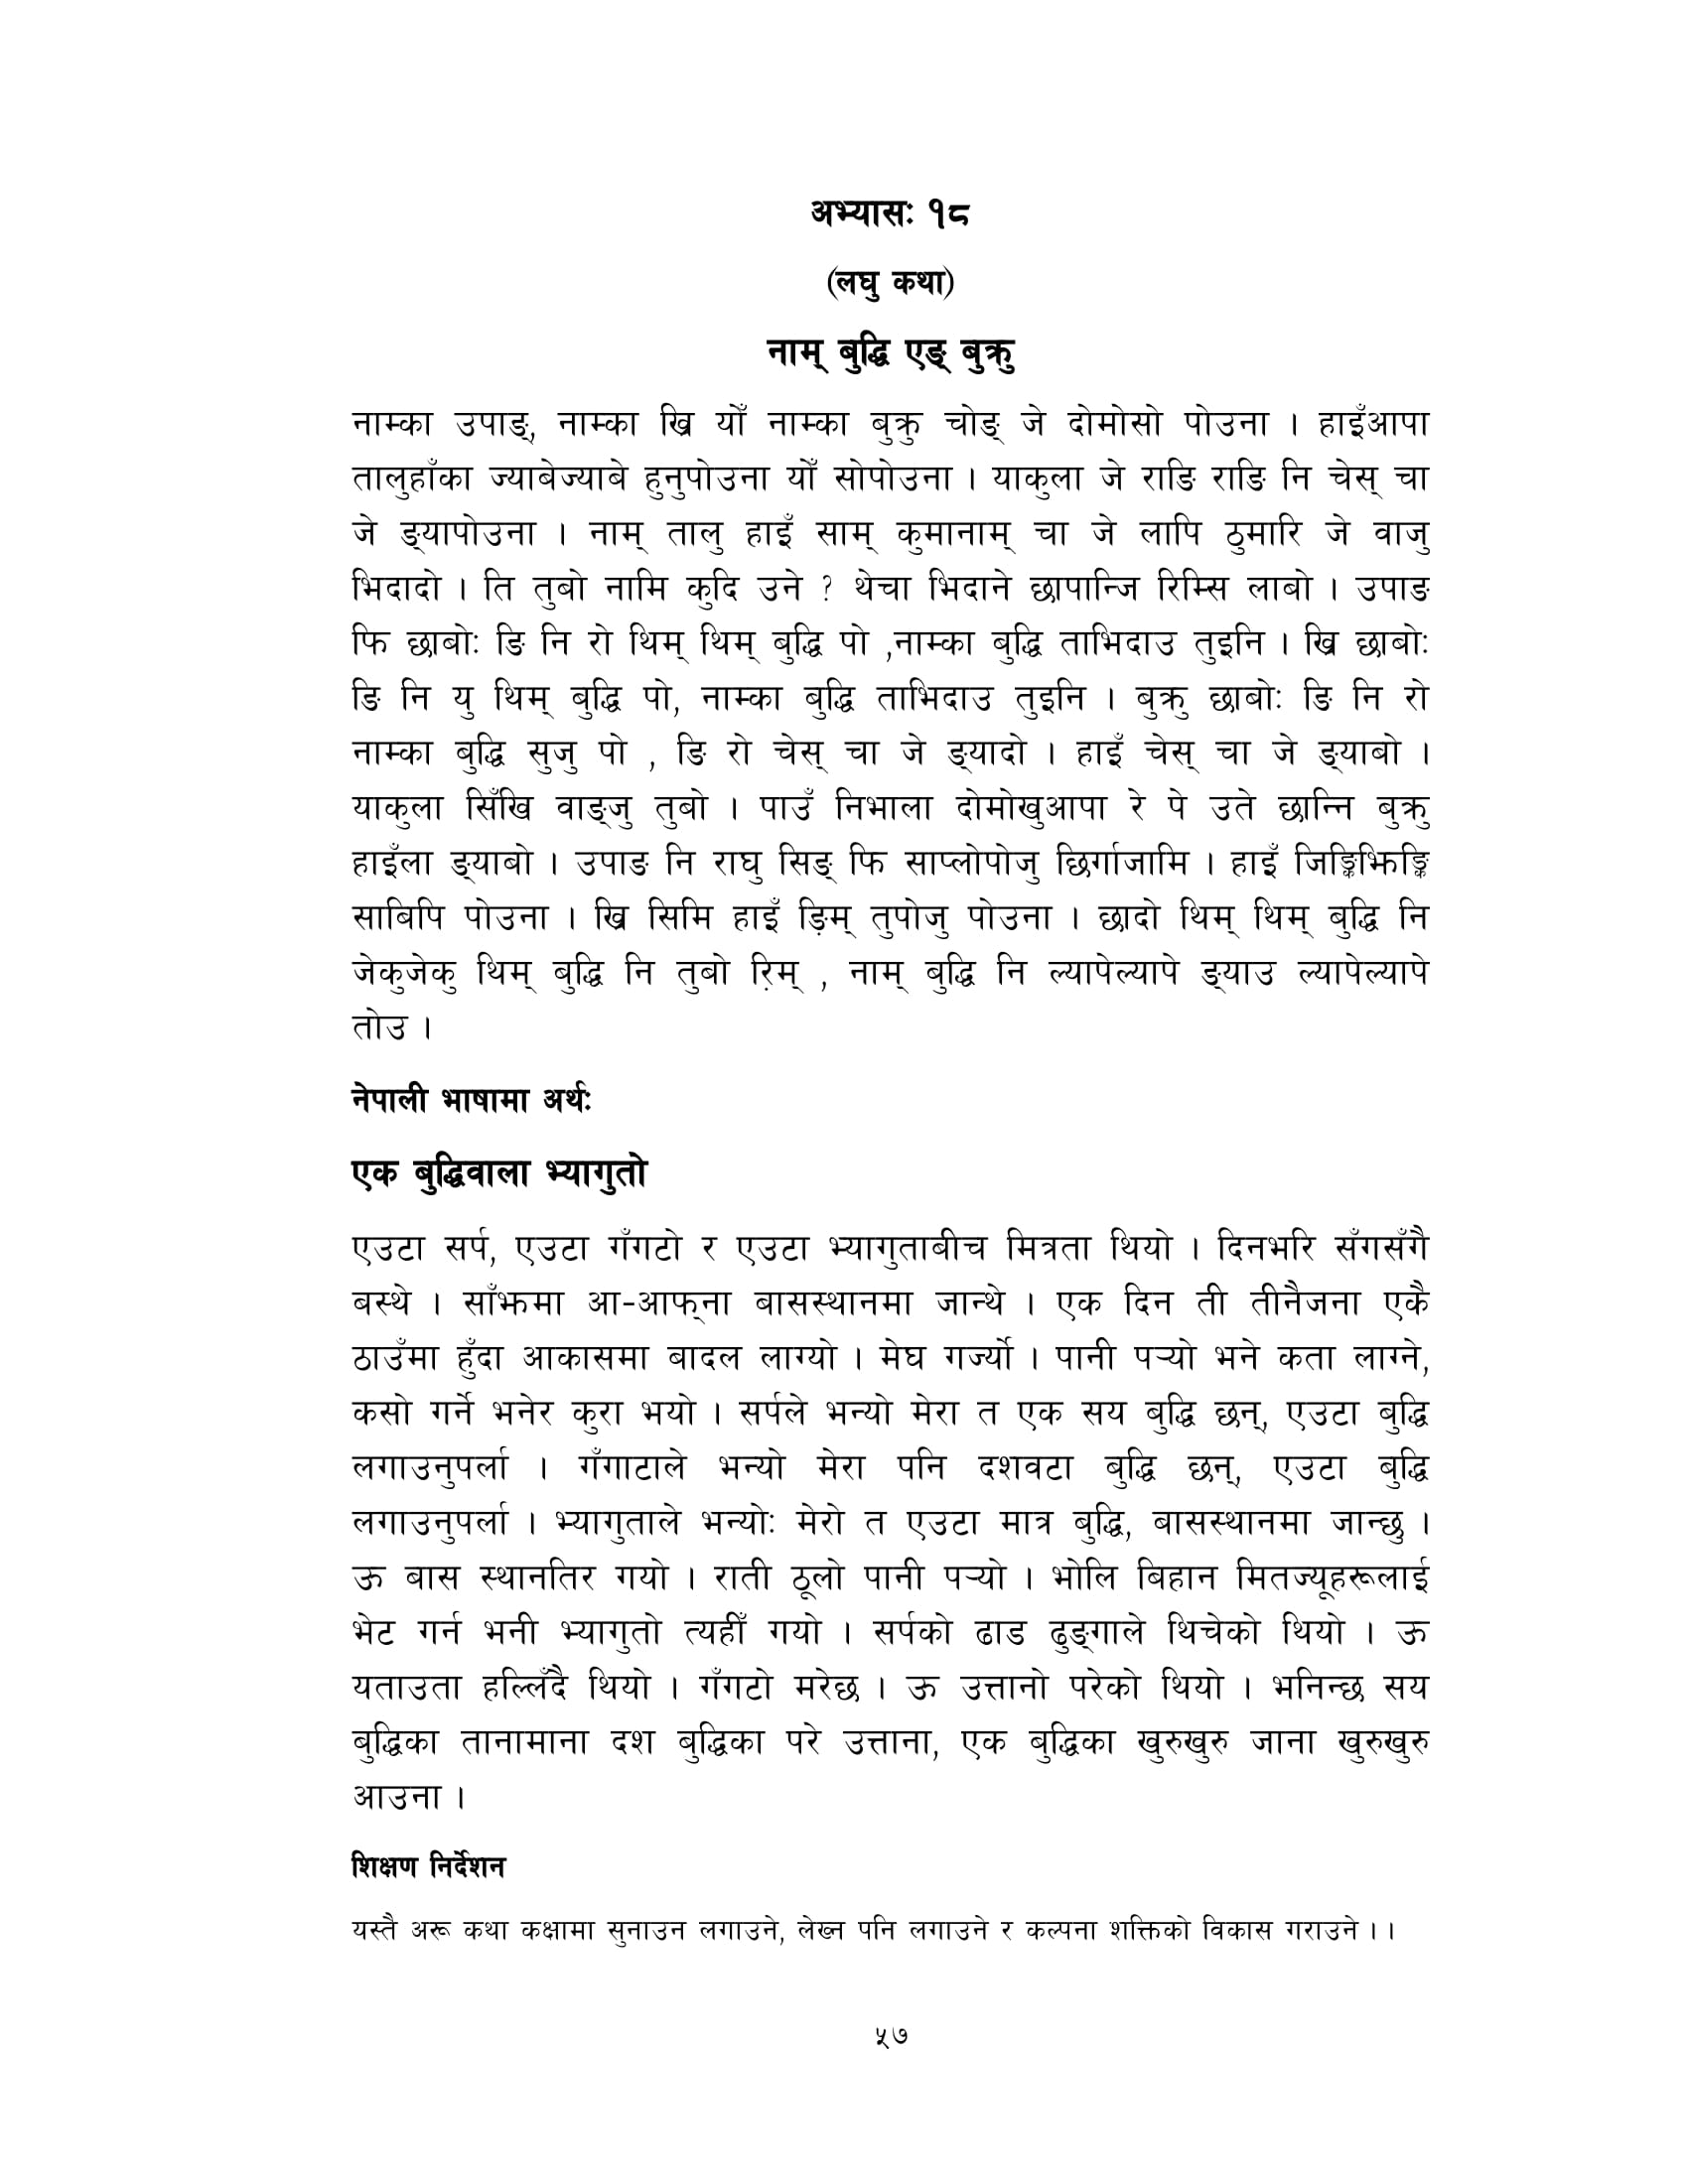 अभ्यासः १८
(लघु कथा)
नाम् बुद्धि एङ् बुक्रु
नाम्का उपाङ्, नाम्का ख्रि योँ नाम्का बुक्रु चोङ् जे दोमोसो पोउना । हाइँआपा
तालुहाँका ज्याबेज्याबे हुनुपोउना योँ सोपोउना । याकुला जे राङि राङि नि चेस् चा
जे ङ्यापोउना । नाम् तालु हाइँ साम् कुमानाम् चा जे लापि ठुमारि जे वाजु
भिदादो । ति तुबो नामि कुदि उने ? थेचा भिदाने छापान्जि रिम्सि लाबो । उपाङ
फि छाबोः ङि नि रो थिम् थिम् बुद्धि पो ,नाम्का बुद्धि ताभिदाउ तुइनि । ख्रि छाबोः
ङि नि यु थिम् बुद्धि पो, नाम्का बुद्धि ताभिदाउ तुइनि । बुक्रु छाबोः ङि नि रो
नाम्का बुद्धि सुजु पो , ङि रो चेस् चा जे ङ्यादो । हाइँ चेस् चा जे ङ्याबो ।
याकुला सिँखि वाङ्जु तुबो । पाउँ निभाला दोमोखुआपा रे पे उते छान्नि बुक्रु
हाइँला ङ्याबो । उपाङ नि राघु सिङ् फि साप्लोपोजु छिर्गाजामि । हाइँ जिङ्किझिङ्कि
साबिपि पोउना । ख्रि सिमि हाइँ ङि़म् तुपोजु पोउना । छादो थिम् थिम् बुद्धि नि
जेकुजेकु थिम् बुद्धि नि तुबो रि़म् , नाम् बुद्धि नि ल्यापेल्यापे ङ्याउ ल्यापेल्यापे
तोउ ।
नेपाली भाषामा अर्थः
एक बुद्धिवाला भ्यागुतो
एउटा सर्प, एउटा गँगटो र एउटा भ्यागुताबीच मित्रता थियो । दिनभरि सँगसँगै
बस्थे । साँझमा आ-आफ्‌ना बासस्थानमा जान्थे । एक दिन ती तीनैजना एकै
ठाउँमा हुँदा आकासमा बादल लाग्यो । मेघ गर्ज्यो । पानी पऱ्यो भने कता लाग्ने,
कसो गर्ने भनेर कुरा भयो । सर्पले भन्यो मेरा त एक सय बुद्धि छन्, एउटा बुद्धि
लगाउनुपर्ला । गँगाटाले भन्यो मेरा पनि दशवटा बुद्धि छन्, एउटा बुद्धि
लगाउनुपर्ला । भ्यागुताले भन्योः मेरो त एउटा मात्र बुद्धि, बासस्थानमा जान्छु ।
ऊ बास स्थानतिर गयो । राती ठूलो पानी पऱ्यो । भोलि बिहान मितज्यूहरूलाई
भेट गर्न भनी भ्यागुतो त्यहीँ गयो । सर्पको ढाड ढुङ्गाले थिचेको थियो । ऊ
यताउता हल्लिँदै थियो । गँगटो मरेछ । ऊ उत्तानो परेको थियो । भनिन्छ सय
बुद्धिका तानामाना दश बुद्धिका परे उत्ताना, एक बुद्धिका खुरुखुरु जाना खुरुखुरु
आउना ।
शिक्षण निर्देशन
यस्तै अरू कथा कक्षामा सुनाउन लगाउने, लेख्न पनि लगाउने र कल्पना शक्तिको विकास गराउने । ।
५७